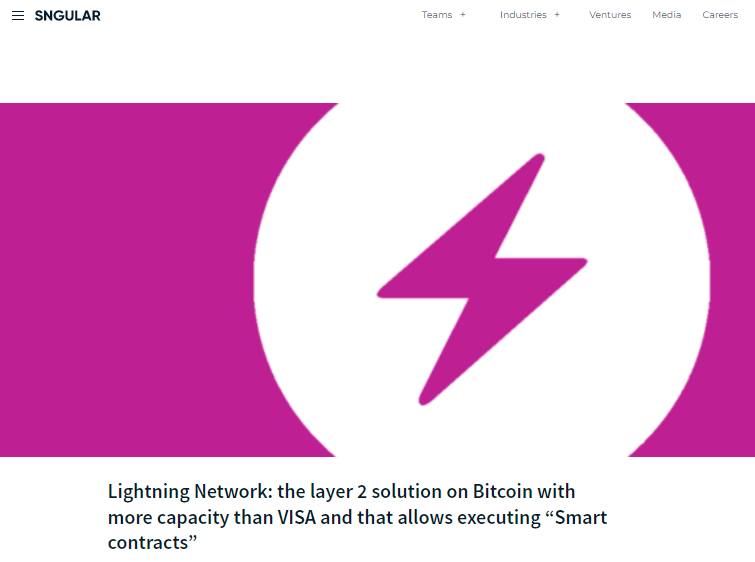 SNGULAR
Teams + Industries + Ventures Media Careers
Lightning Network: the layer 2 solution on Bitcoin with
more capacity than VISA and that allows executing “Smart
contracts”